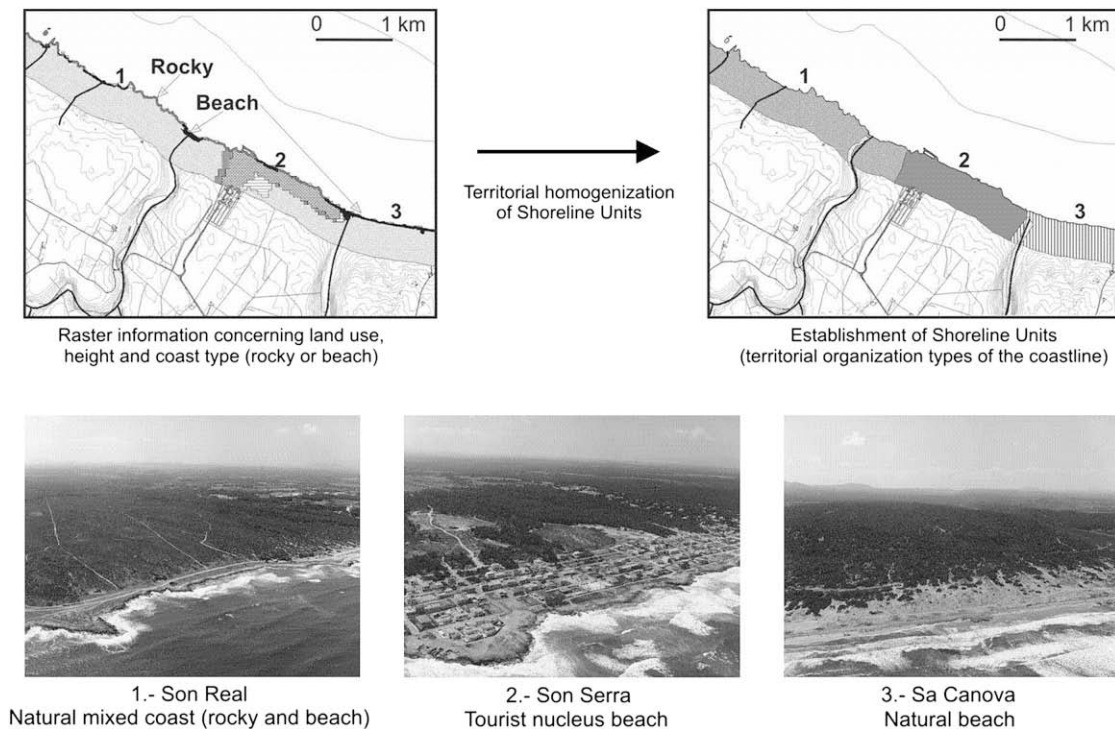 0 1 km
1
Rocky
Beach
2
3
Raster information concerning land use,
height and coast type (rocky or beach)
Territorial homogenization
of Shoreline Units
0 1 km
1
2
3
Establishment of Shoreline Units
(territorial organization types of the coastline)
1.- Son Real
Natural mixed coast (rocky and beach)
2.- Son Serra
Tourist nucleus beach
3.- Sa Canova
Natural beach